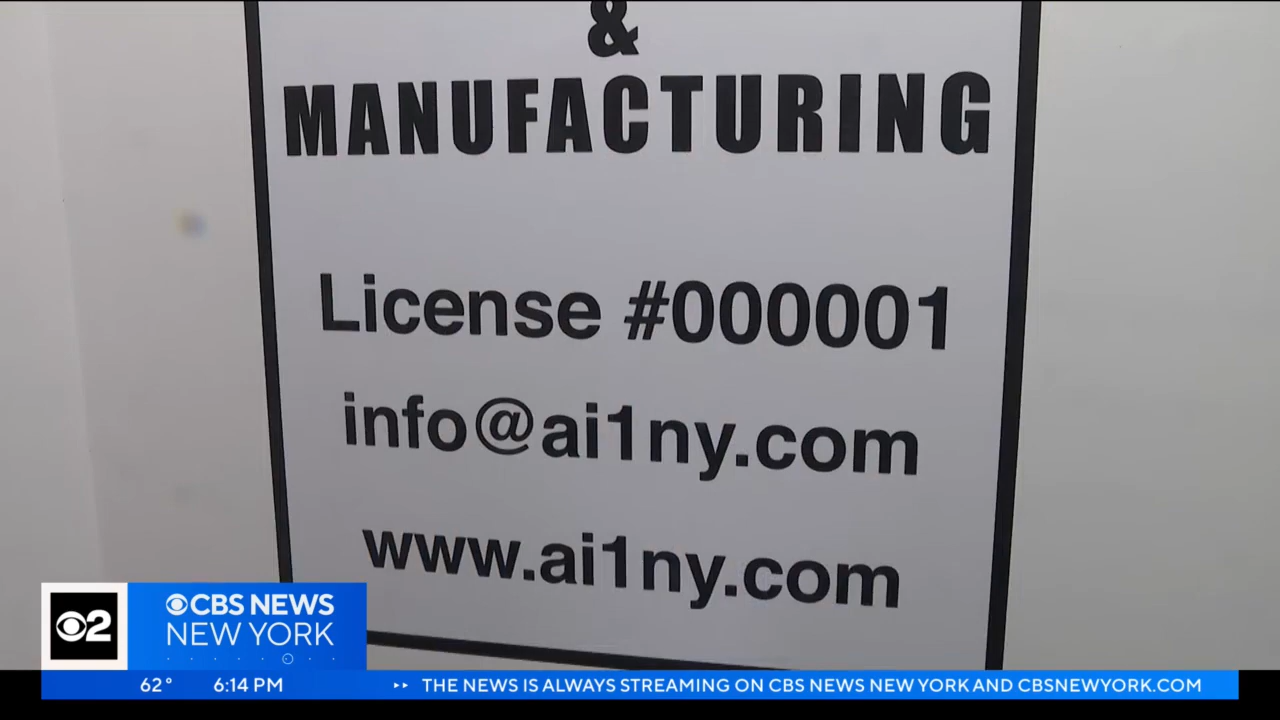 &
MANUFACTURING
License #000001
info@ai1ny.com
www.ai1ny.com
2
CBS NEWS
NEW YORK
62° 6:14 PM THE NEWS IS ALWAYS STREAMING ON CBS NEWS NEW YORK AND CBSNEWYORK.COM